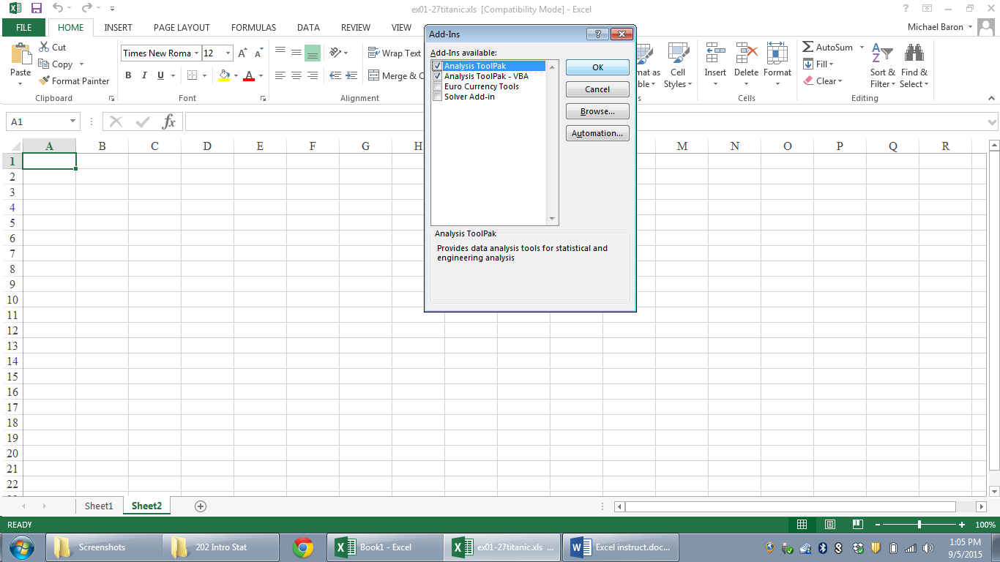 ex01-27titanic.xls [Compatibility Mode] - Excel
FILE HOME INSERT PAGE LAYOUT FORMULAS DATA REVIEW VIEW Michael Baron
Add-Ins
Add-Ins available:
Analysis ToolPak
Analysis ToolPak - VBA
Euro Currency Tools
Solver Add-in
OK
Cancel
Browse...
Automation...
Analysis ToolPak
Provides data analysis tools for statistical and
engineering analysis
Paste
Cut
Copy
Format Painter
Clipboard
Times New Roma 12
B I U
A A
Font
Wrap Text
Merge & C
Alignment
mat as
able
Cell
Styles
s
Insert Delete Format
Cells
AutoSum
Fill
Clear
Sort &
Filter
Find &
Select
Editing
A1
fx
A B C D E F G H M N O P Q R
1
2
3
4
5
6
7
8
9
10
11
12
13
14
15
16
17
18
19
20
21
22
Sheet1 Sheet2
READY 100%
Screenshots 202 Intro Stat Book1 - Excel ex01-27titanic.xls ... Excel instruct.doc...
1:05 PM
9/5/2015